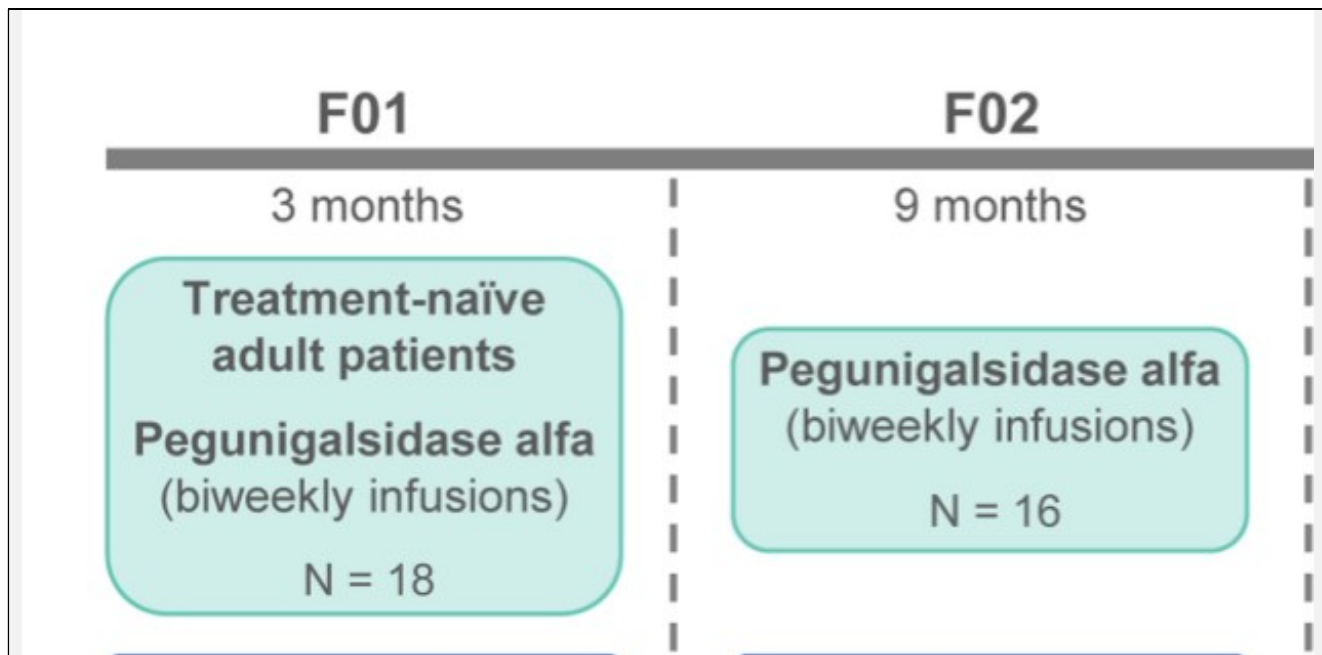 F01
F02
3 months
9 months
Treatment-naïve
adult patients
Pegunigalsidase alfa
(biweekly infusions)
N = 18
Pegunigalsidase alfa
(biweekly infusions)
N = 16